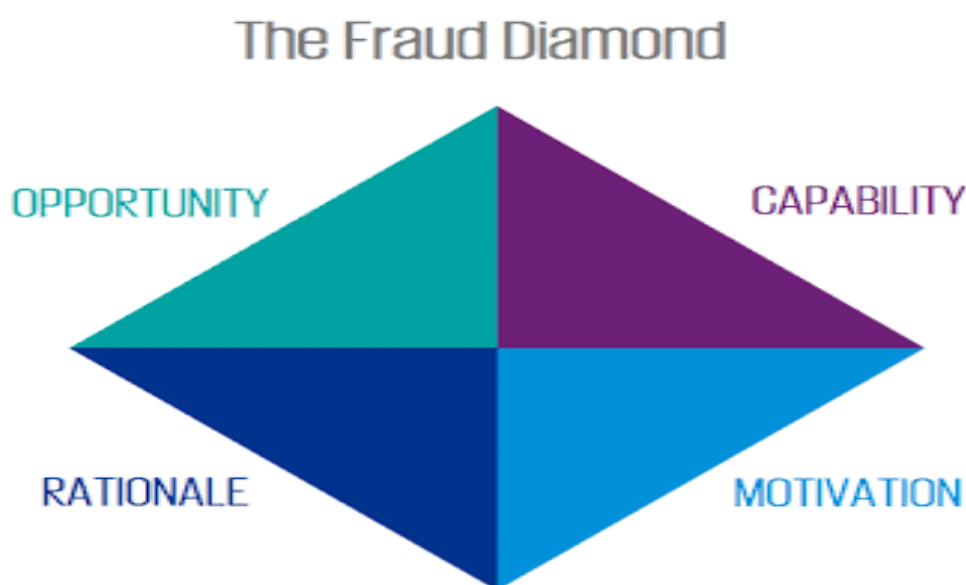 The Fraud Diamond
OPPORTUNITY
CAPABILITY
RATIONALE
MOTIVATION